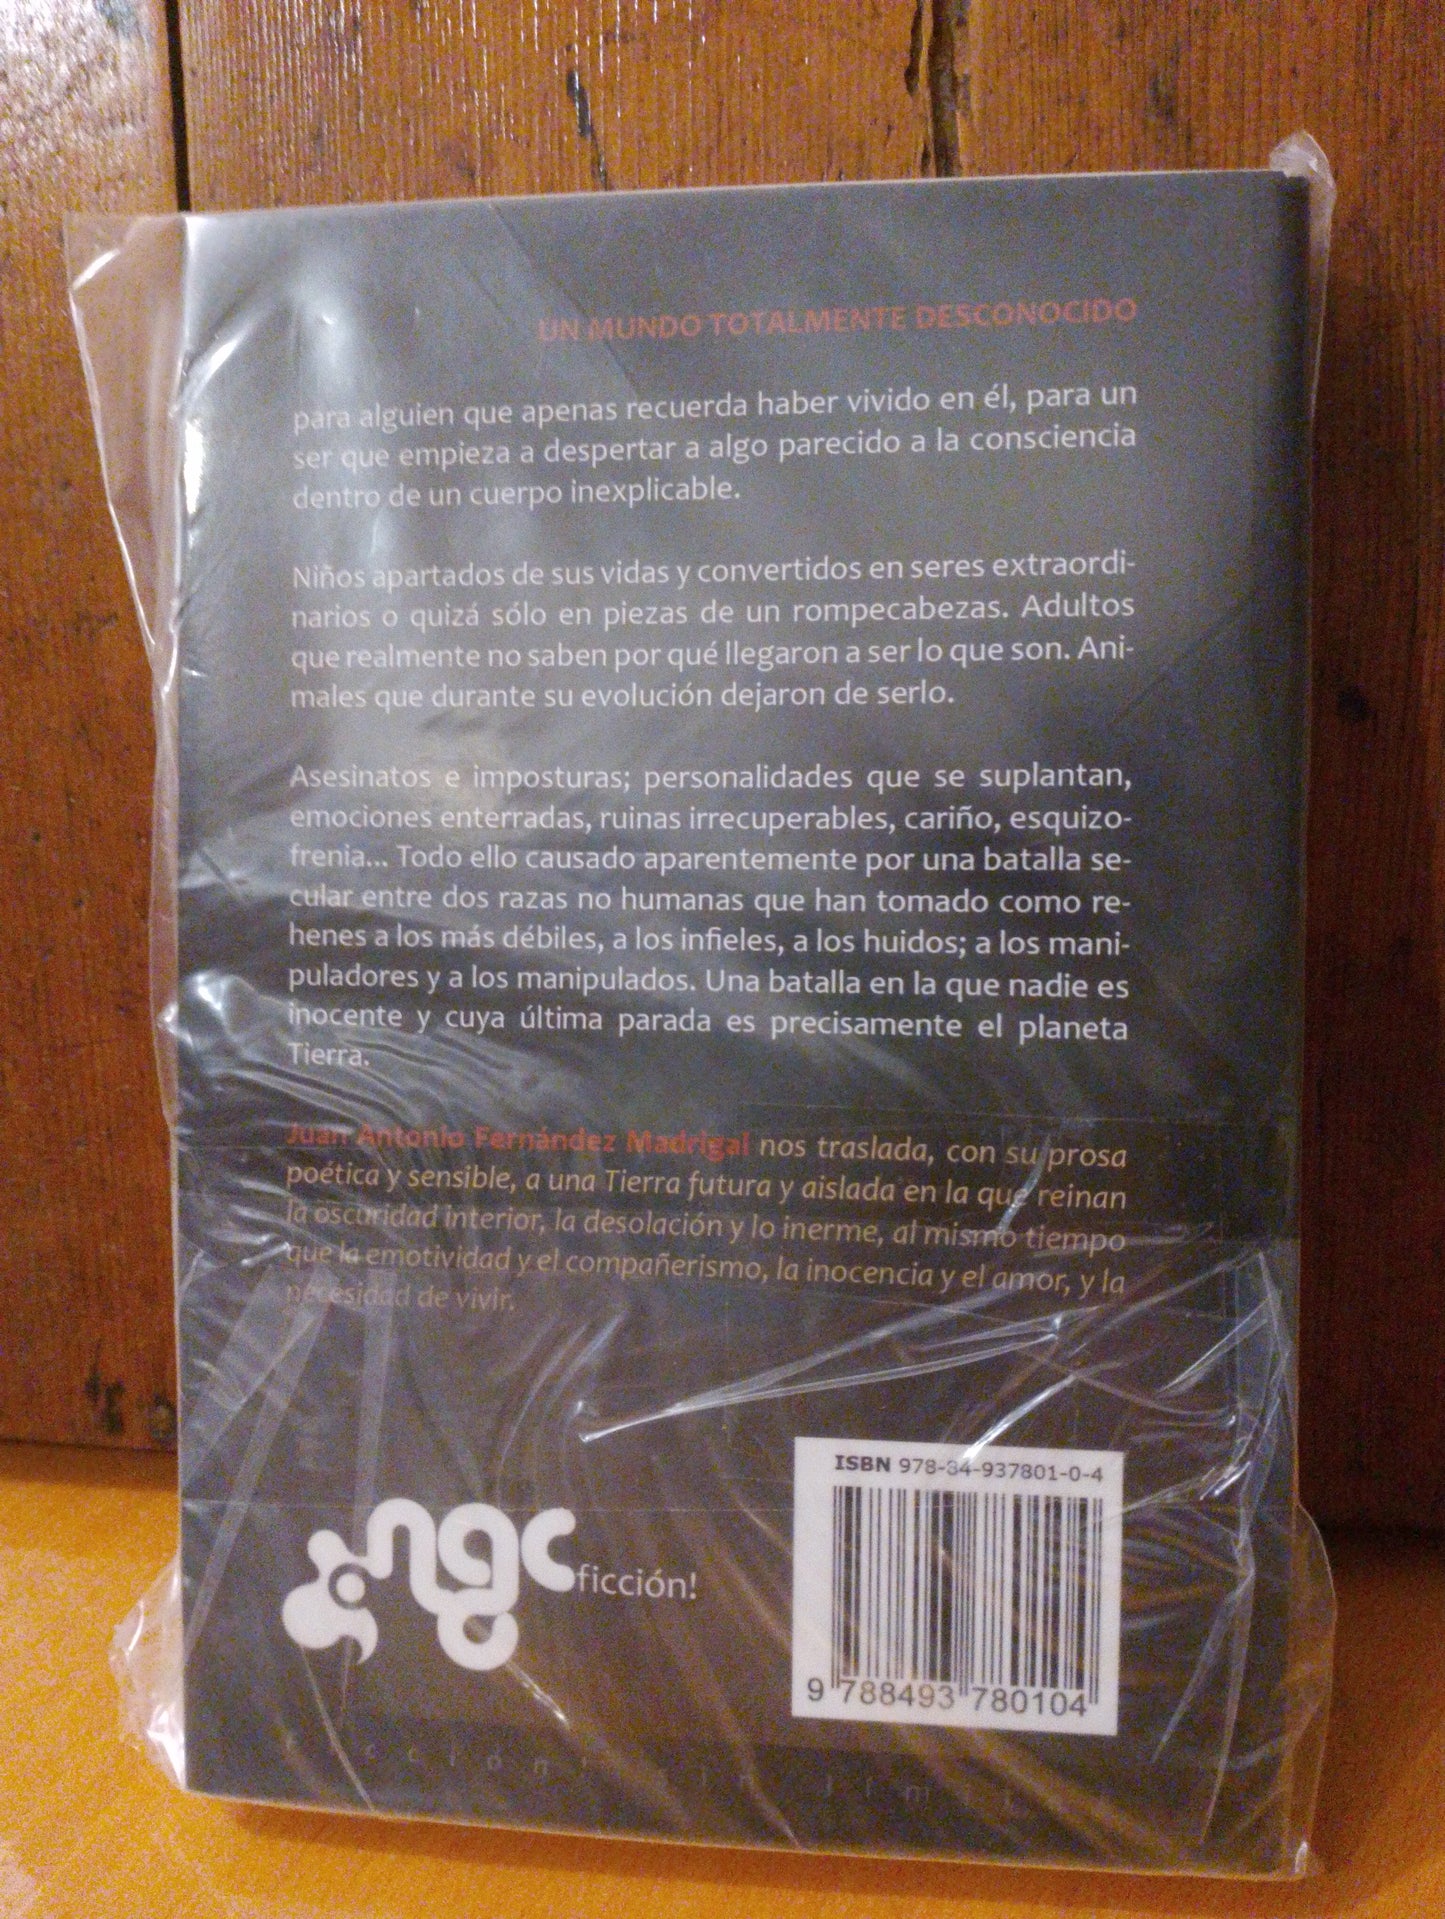 UN MUNDO TOTALMENTE DESCONOCIDO
para alguien que apenas recuerda haber vivido en él, para un
ser que empieza a despertar a algo parecido a la consciencia
dentro de un cuerpo inexplicable.
Niños apartados de sus vidas y convertidos en seres extraordi-
narios o quizá sólo en piezas de un rompecabezas. Adultos
que realmente no saben por qué llegaron a ser lo que son. Ani-
males que durante su evolución dejaron de serlo.
Asesinatos e imposturas; personalidades que se suplantan,
emociones enterradas, ruinas irrecuperables, cariño, esquizo-
frenia... Todo ello causado aparentemente por una batalla se-
cular entre dos razas no humanas que han tomado como re-
henes a los más débiles, a los infieles, a los huidos; a los mani-
puladores y a los manipulados. Una batalla en la que nadie es
inocente y cuya última parada es precisamente el planeta
Tierra.
Juan Antonio Fernández Madrigal nos traslada, con su prosa
poética y sensible, a una Tierra futura y aislada en la que reinan
la oscuridad interior, la desolación y lo inerme, al mismo tiempo
que la emotividad y el compañerismo, la inocencia y el amor, y la
necesidad de vivir.
ISBN 978-84-937801-0-4
ngc ficción!
9 788493 780104